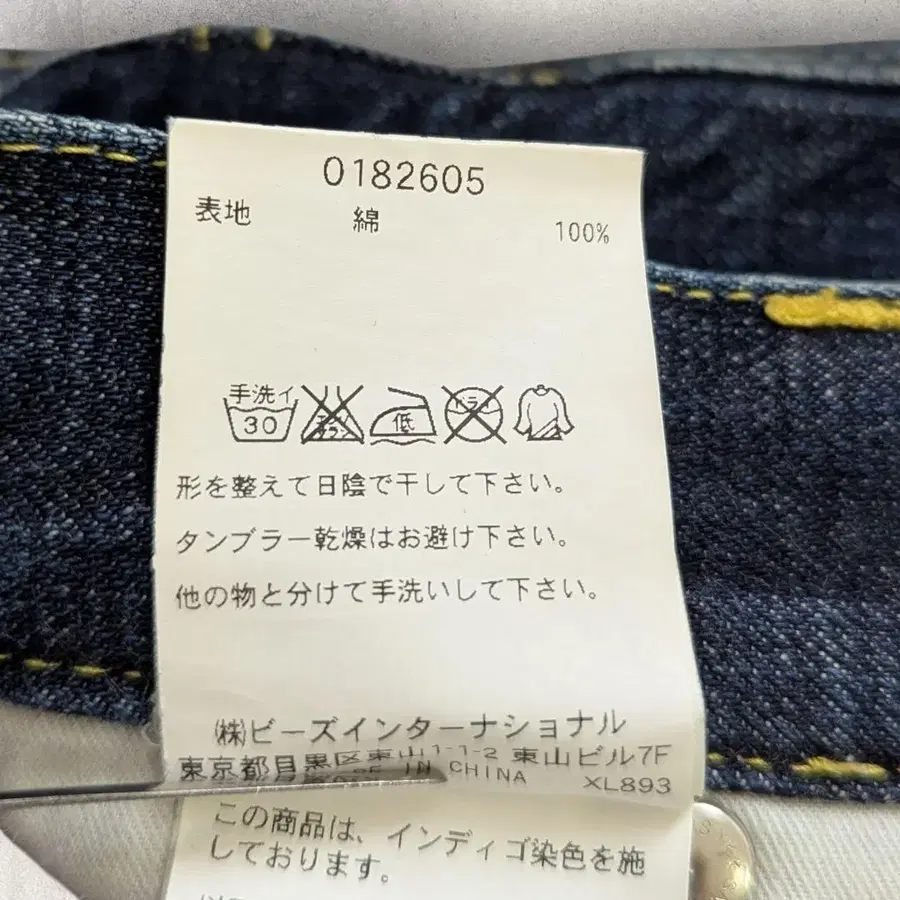 0182605
表地 綿 100%
手洗イ
30 低
形を整えて日陰で干して下さい。
タンブラー乾燥はお避け下さい。
他の物と分けて手洗いして下さい。
㈱ビーズインターナショナル
東京都目黒区東山1-1-2 東山ビル7F
IN CHINA XL893
この商品は、インディゴ染色を施
しております。